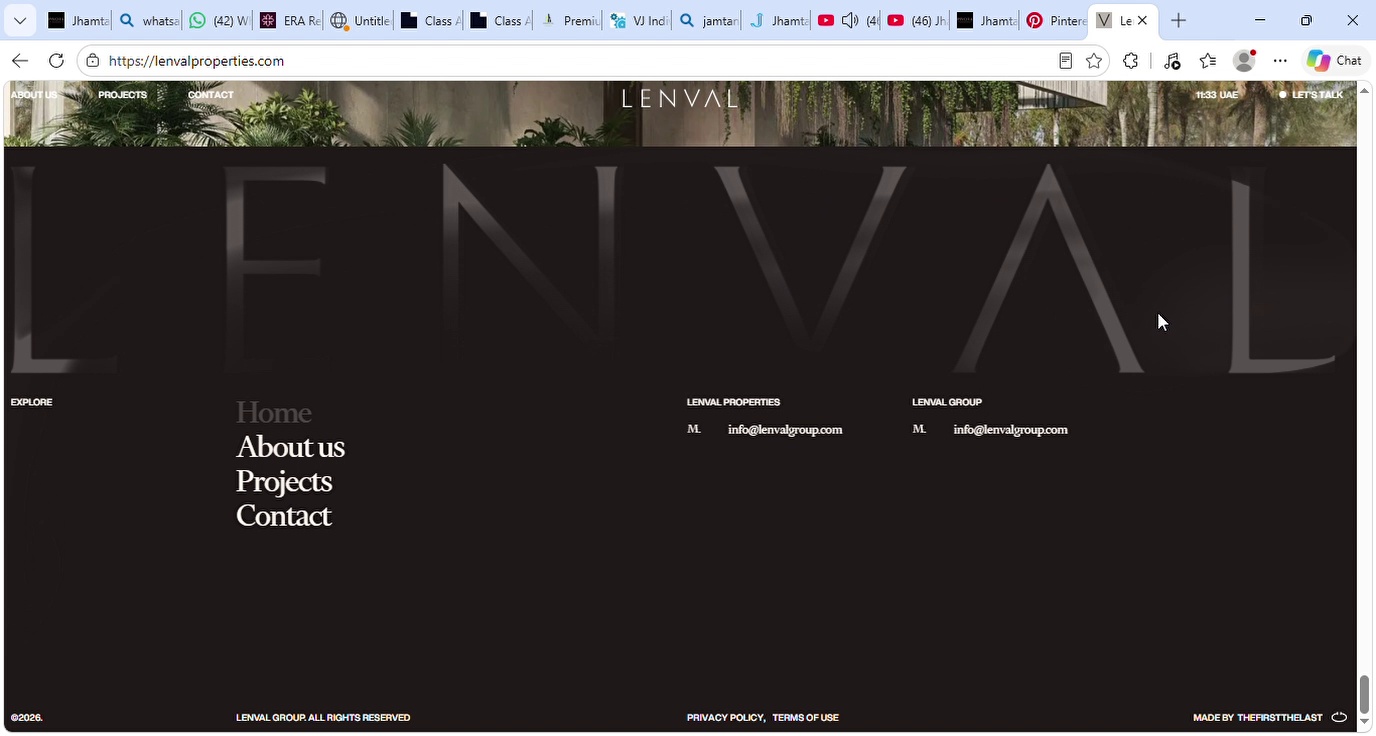 Jhamta
whatsa
(42) W
ERA Re
Untitle
Class A
Class A
Premiu
VJ Indi
jamtar
Jhamta
(46
(46) Jh
Jhamta
Pintere
Le
https://lenvalproperties.com
Chat
ABOUT US PROJECTS CONTACT
LENVAL
11:33 UAE
LET'S TALK
LENVAL
EXPLORE
Home
About us
Projects
Contact
LENVAL PROPERTIES
M. info@lenvalgroup.com
LENVAL GROUP
M. info@lenvalgroup.com
©2026.
LENVAL GROUP. ALL RIGHTS RESERVED
PRIVACY POLICY, TERMS OF USE
MADE BY THEFIRSTTHELAST